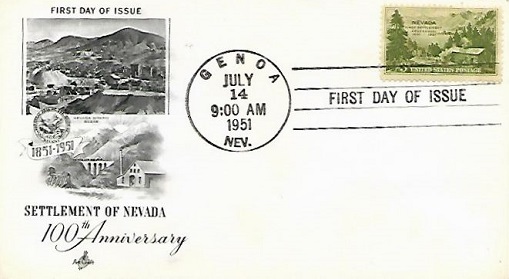 FIRST DAY OF ISSUE
1851·1951
SETTLEMENT OF NEVADA
100th Anniversary
GENOA
JULY
14
9:00 AM
1951
NEV.
NEVADA
UNITED STATES POSTAGE
FIRST DAY OF ISSUE